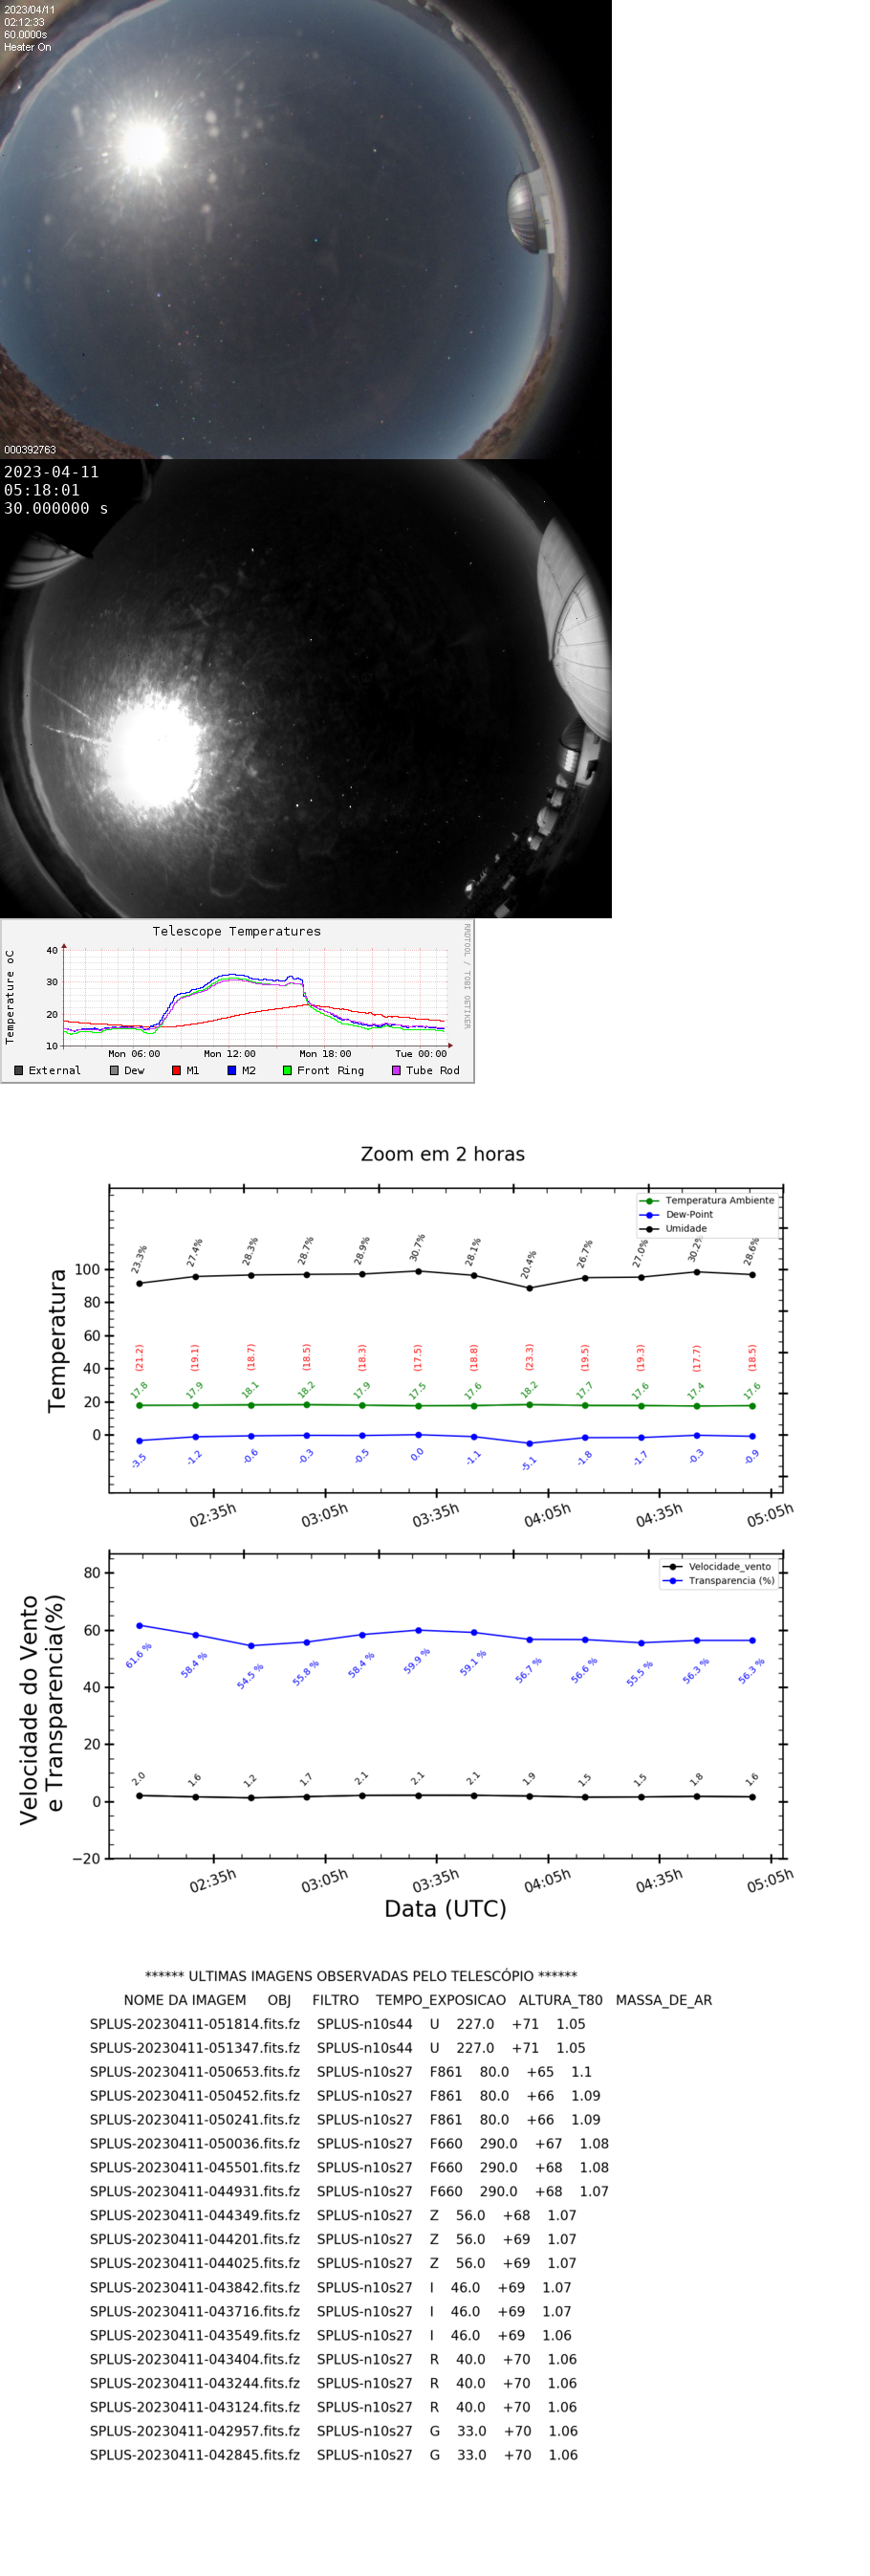 2023/04/11
02:12:33
60.0000s
Heater On
000392763
2023-04-11
05:18:01
30.000000 s
Telescope Temperatures
RRDTOOL / TOBI OETIKER
Temperature oC
40
30
20
10
Mon 06:00 Mon 12:00 Mon 18:00 Tue 00:00
External Dew M1 M2 Front Ring Tube Rod
Zoom em 2 horas
Temperatura Ambiente
Dew-Point
Umidade
Temperatura
100
80
60
40
20
0
23.3% 27.4% 28.3% 28.7% 28.9% 30.7% 28.1% 20.4% 26.7% 27.0% 30.2% 28.6%
(21.2) (19.1) (18.7) (18.5) (18.3) (17.5) (18.8) (23.3) (19.5) (19.3) (17.7) (18.5)
17.8 17.9 18.1 18.2 17.9 17.5 17.6 18.2 17.7 17.6 17.4 17.6
-3.5 -1.2 -0.6 -0.3 -0.5 0.0 -1.1 -5.1 -1.8 -1.7 -0.3 -0.9
02:35h 03:05h 03:35h 04:05h 04:35h 05:05h
Velocidade_vento
Transparencia (%)
Velocidade do Vento
e Transparencia(%)
80
60
40
20
0
−20
61.6 % 58.4 % 54.5 % 55.8 % 58.4 % 59.9 % 59.1 % 56.7 % 56.6 % 55.5 % 56.3 % 56.3 %
2.0 1.6 1.2 1.7 2.1 2.1 2.1 1.9 1.5 1.5 1.8 1.6
02:35h 03:05h 03:35h 04:05h 04:35h 05:05h
Data (UTC)
****** ULTIMAS IMAGENS OBSERVADAS PELO TELESCÓPIO ******
NOME DA IMAGEM OBJ FILTRO TEMPO_EXPOSICAO ALTURA_T80 MASSA_DE_AR
SPLUS-20230411-051814.fits.fz SPLUS-n10s44 U 227.0 +71 1.05
SPLUS-20230411-051347.fits.fz SPLUS-n10s44 U 227.0 +71 1.05
SPLUS-20230411-050653.fits.fz SPLUS-n10s27 F861 80.0 +65 1.1
SPLUS-20230411-050452.fits.fz SPLUS-n10s27 F861 80.0 +66 1.09
SPLUS-20230411-050241.fits.fz SPLUS-n10s27 F861 80.0 +66 1.09
SPLUS-20230411-050036.fits.fz SPLUS-n10s27 F660 290.0 +67 1.08
SPLUS-20230411-045501.fits.fz SPLUS-n10s27 F660 290.0 +68 1.08
SPLUS-20230411-044931.fits.fz SPLUS-n10s27 F660 290.0 +68 1.07
SPLUS-20230411-044349.fits.fz SPLUS-n10s27 Z 56.0 +68 1.07
SPLUS-20230411-044201.fits.fz SPLUS-n10s27 Z 56.0 +69 1.07
SPLUS-20230411-044025.fits.fz SPLUS-n10s27 Z 56.0 +69 1.07
SPLUS-20230411-043842.fits.fz SPLUS-n10s27 I 46.0 +69 1.07
SPLUS-20230411-043716.fits.fz SPLUS-n10s27 I 46.0 +69 1.07
SPLUS-20230411-043549.fits.fz SPLUS-n10s27 I 46.0 +69 1.06
SPLUS-20230411-043404.fits.fz SPLUS-n10s27 R 40.0 +70 1.06
SPLUS-20230411-043244.fits.fz SPLUS-n10s27 R 40.0 +70 1.06
SPLUS-20230411-043124.fits.fz SPLUS-n10s27 R 40.0 +70 1.06
SPLUS-20230411-042957.fits.fz SPLUS-n10s27 G 33.0 +70 1.06
SPLUS-20230411-042845.fits.fz SPLUS-n10s27 G 33.0 +70 1.06